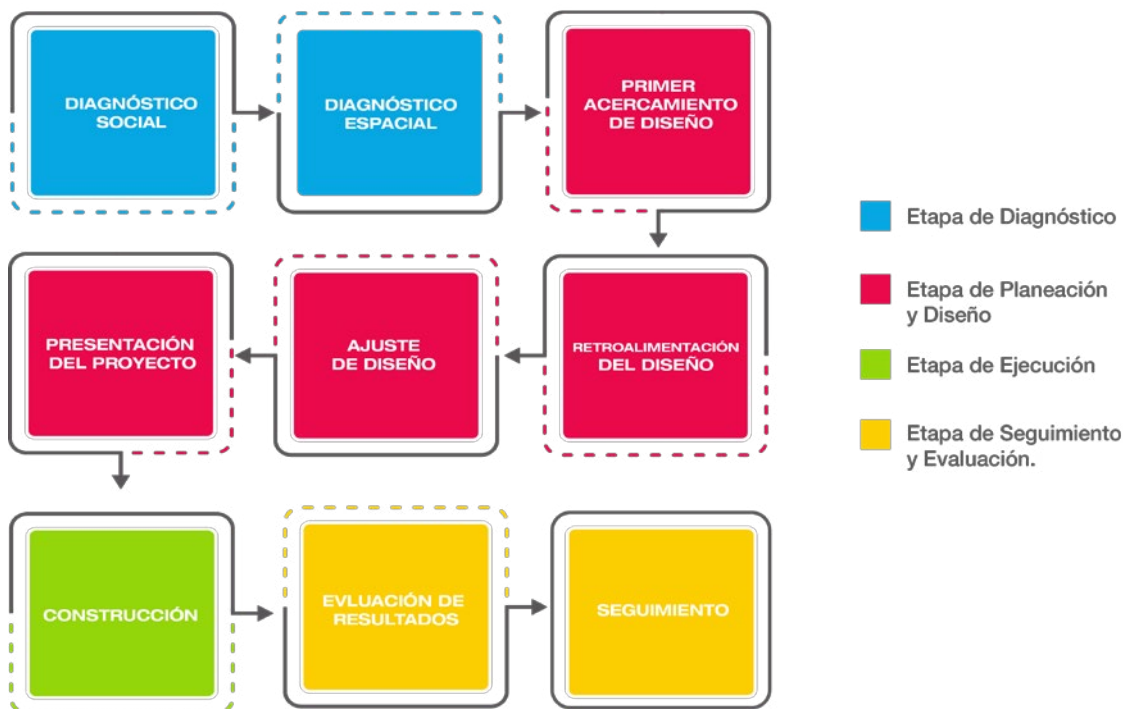 DIAGNÓSTICO
SOCIAL
DIAGNÓSTICO
ESPACIAL
PRIMER
ACERCAMIENTO
DE DISEÑO
PRESENTACIÓN
DEL PROYECTO
AJUSTE
DE DISEÑO
RETROALIMENTACIÓN
DEL DISEÑO
CONSTRUCCIÓN
EVLUACIÓN DE
RESULTADOS
SEGUIMIENTO
Etapa de Diagnóstico
Etapa de Planeación
y Diseño
Etapa de Ejecución
Etapa de Seguimiento
y Evaluación.